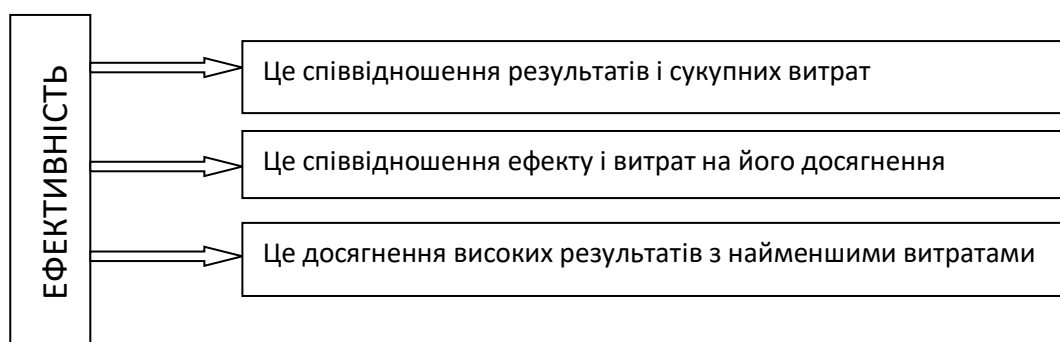 ЕФЕКТИВНІСТЬ
Це співвідношення результатів і сукупних витрат
Це співвідношення ефекту і витрат на його досягнення
Це досягнення високих результатів з найменшими витратами